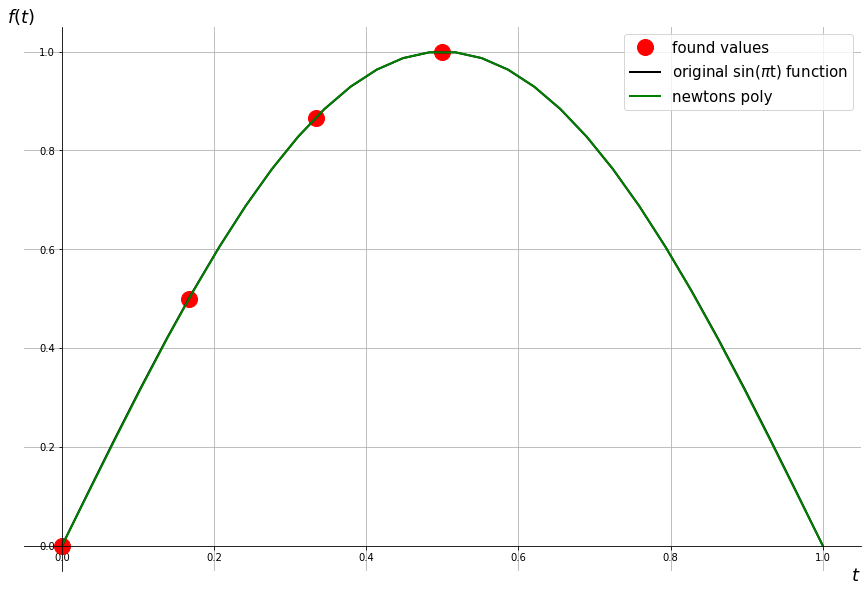 f(t)
found values
original sin(πt) function
newtons poly
1.0
0.8
0.6
0.4
0.2
0.0
0.0 0.2 0.4 0.6 0.8 1.0
t